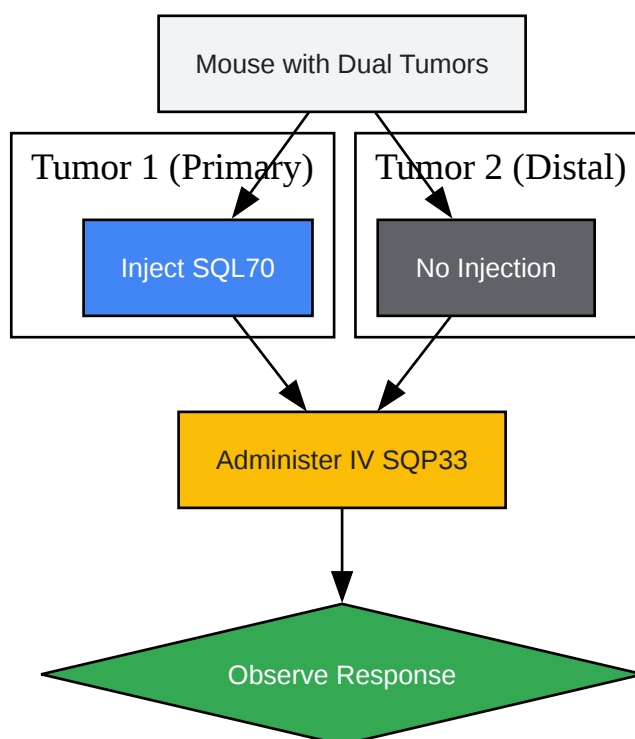 Mouse with Dual Tumors
Tumor 1 (Primary)
Tumor 2 (Distal)
Inject SQL70
No Injection
Administer IV SQP33
Observe Response